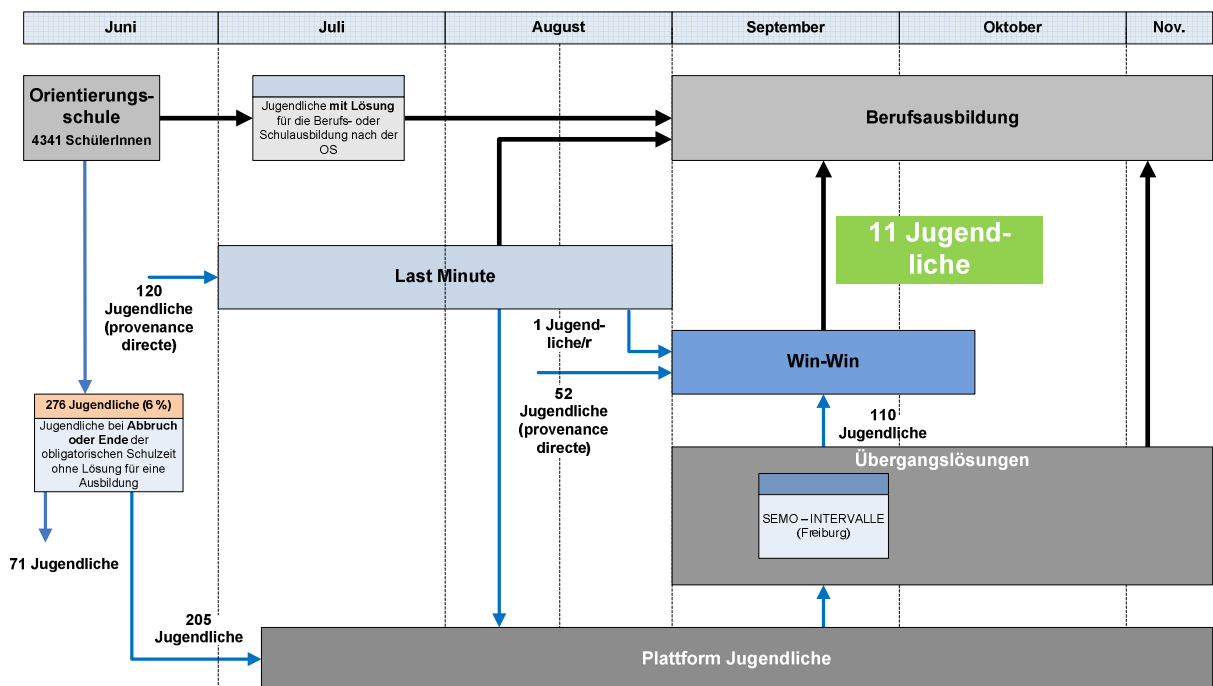 Juni
Juli
August
September
Oktober
Nov.
Orientierungs-
schule
4341 SchülerInnen
Jugendliche mit Lösung
für die Berufs- oder
Schulausbildung nach der
OS
Berufsausbildung
11 Jugend-
liche
Last Minute
120
Jugendliche
(provenance
directe)
1 Jugend-
liche/r
Win-Win
52
Jugendliche
(provenance
directe)
276 Jugendliche (6 %)
Jugendliche bei Abbruch
oder Ende der
obligatorischen Schulzeit
ohne Lösung für eine
Ausbildung
110
Jugendliche
Übergangslösungen
SEMO – INTERVALLE
(Freiburg)
71 Jugendliche
205
Jugendliche
Plattform Jugendliche